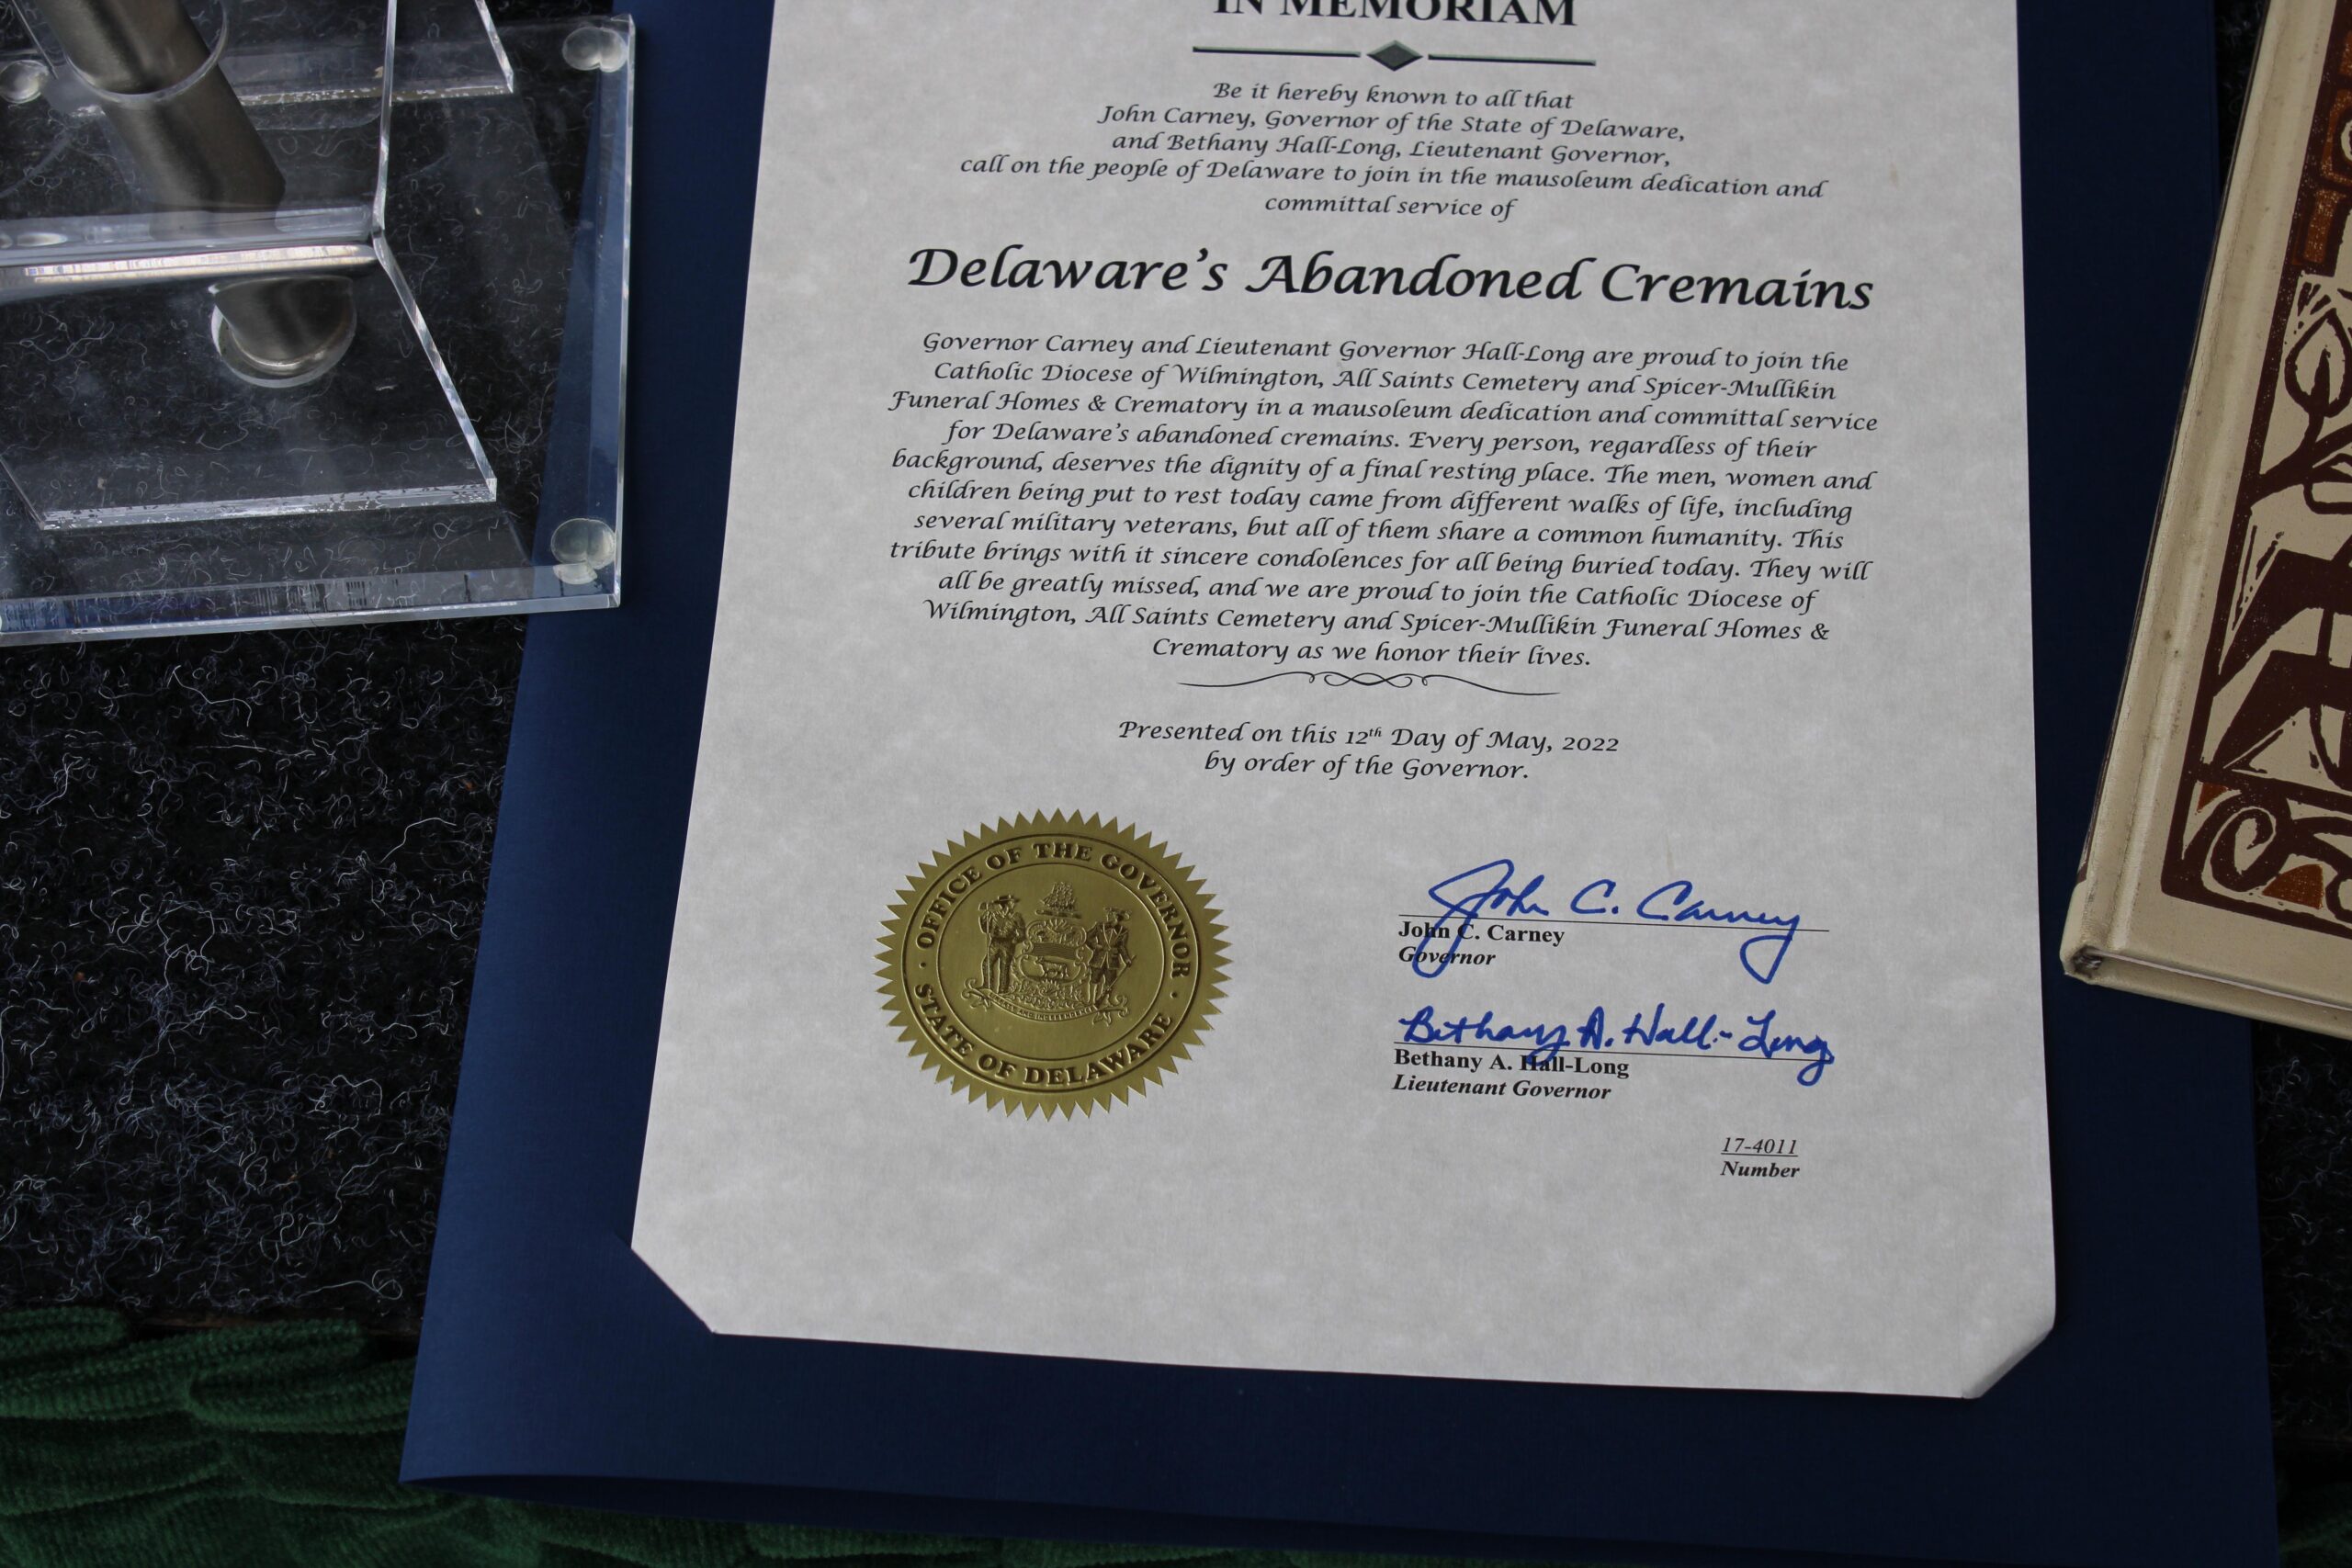 IN MEMORIAM
Be it hereby known to all that
John Carney, Governor of the State of Delaware,
and Bethany Hall-Long, Lieutenant Governor,
call on the people of Delaware to join in the mausoleum dedication and
committal service of
Delaware's Abandoned Cremains
Governor Carney and Lieutenant Governor Hall-Long are proud to join the
Catholic Diocese of Wilmington, All Saints Cemetery and Spicer-Mullikin
Funeral Homes & Crematory in a mausoleum dedication and committal service
for Delaware's abandoned cremains. Every person, regardless of their
background, deserves the dignity of a final resting place. The men, women and
children being put to rest today came from different walks of life, including
several military veterans, but all of them share a common humanity. This
tribute brings with it sincere condolences for all being buried today. They will
all be greatly missed, and we are proud to join the Catholic Diocese of
Wilmington, All Saints Cemetery and Spicer-Mullikin Funeral Homes &
Crematory as we honor their lives.
Presented on this 12th Day of May, 2022
by order of the Governor.
OFFICE OF THE GOVERNOR
STATE OF DELAWARE
John C. Carney
John C. Carney
Governor
Bethany A. Hall-Long
Bethany A. Hall-Long
Lieutenant Governor
17-4011
Number